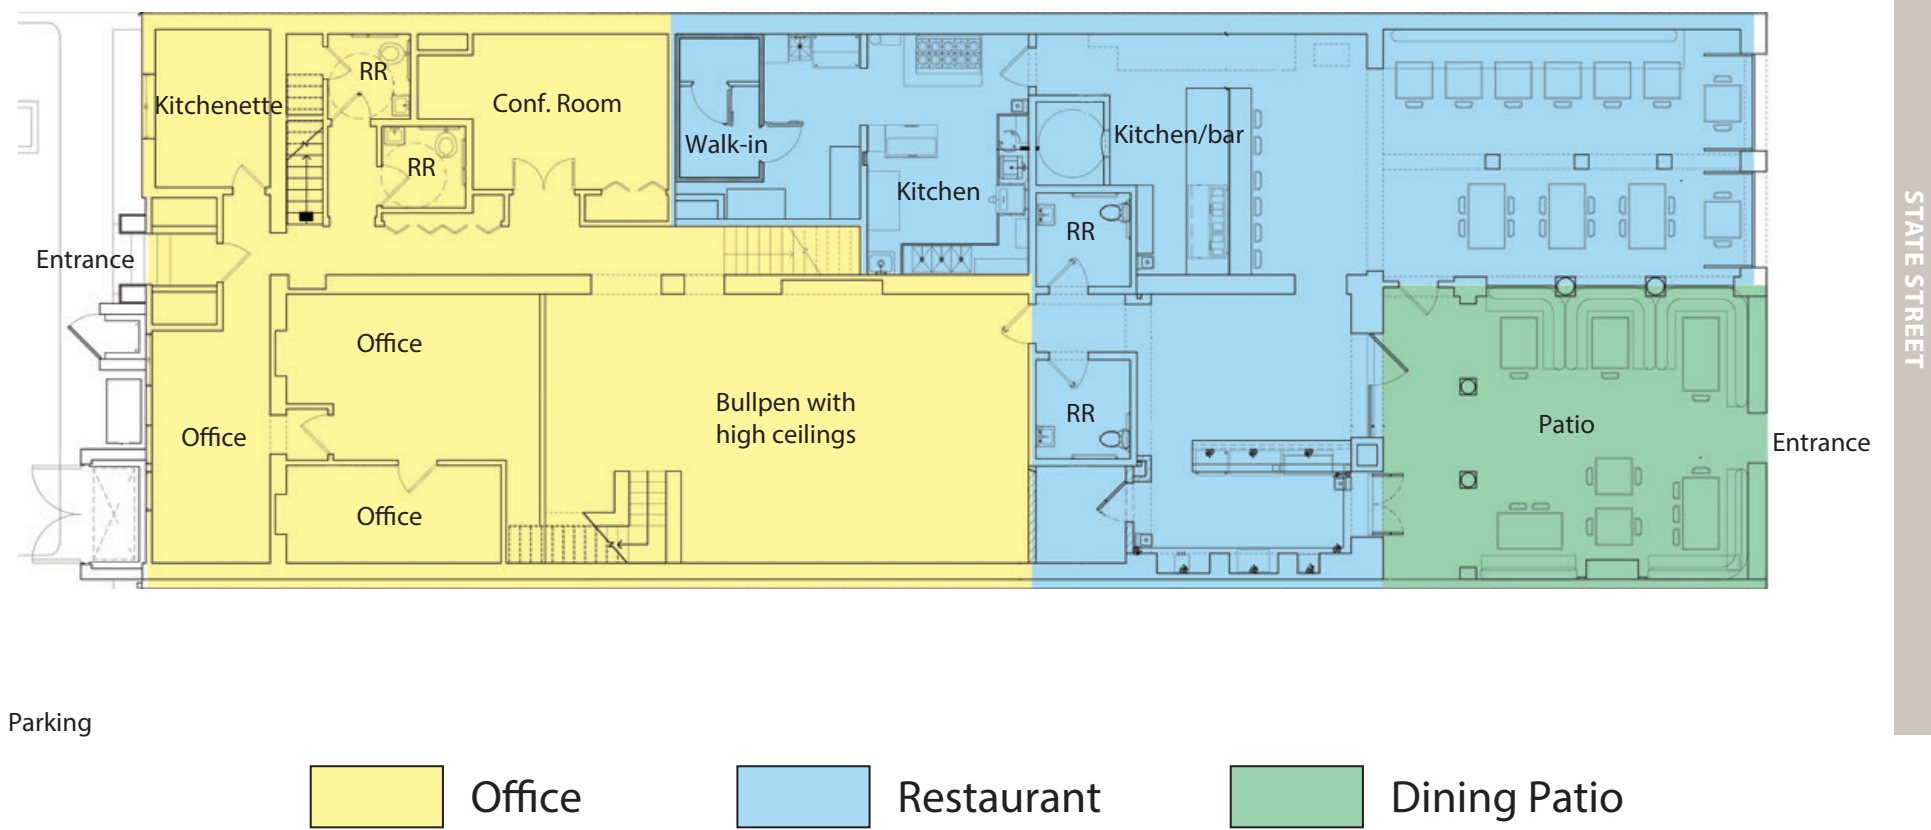 RR
Kitchenette
Conf. Room
Walk-in
Kitchen/bar
RR
Kitchen
RR
Entrance
Office
Bullpen with
high ceilings
Office
RR
Patio
Entrance
Office
STATE STREET
Parking
Office
Restaurant
Dining Patio